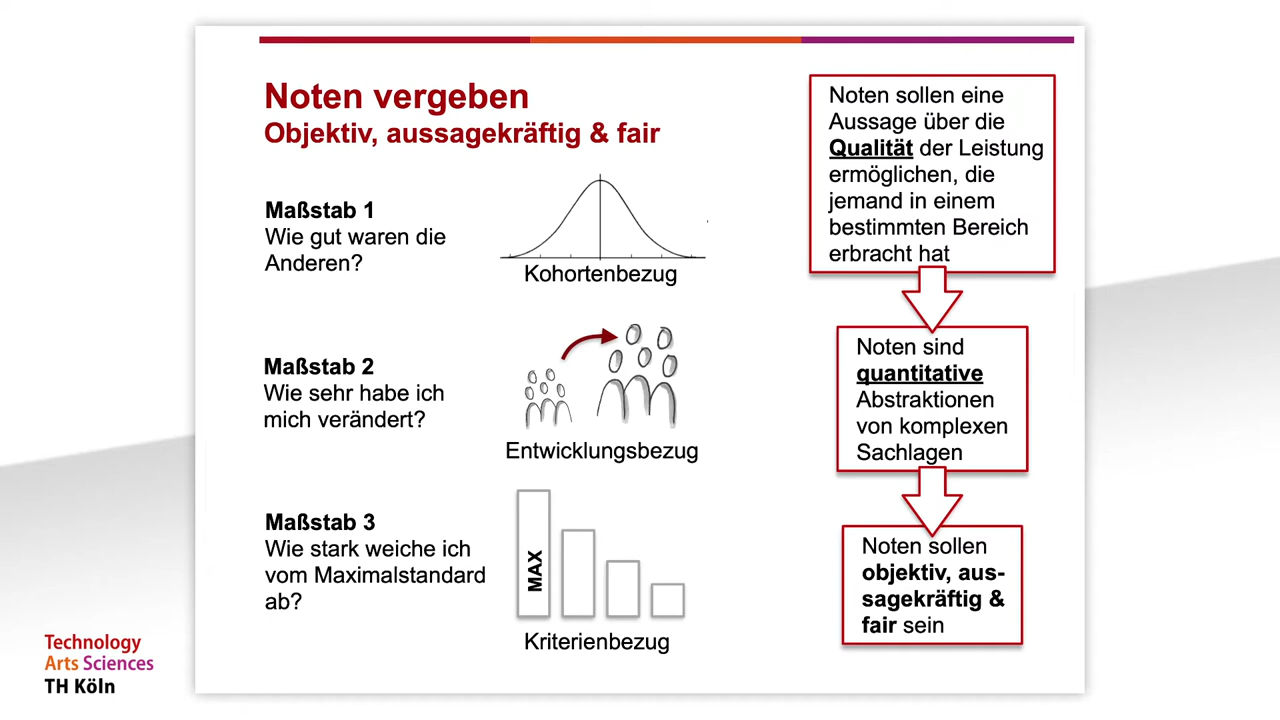 Noten vergeben
Objektiv, aussagekräftig & fair
Maßstab 1
Wie gut waren die
Anderen?
Kohortenbezug
Maßstab 2
Wie sehr habe ich
mich verändert?
Entwicklungsbezug
Maßstab 3
Wie stark weiche ich
vom Maximalstandard
ab?
MAX
Kriterienbezug
Noten sollen eine
Aussage über die
Qualität der Leistung
ermöglichen, die
jemand in einem
bestimmten Bereich
erbracht hat
Noten sind
quantitative
Abstraktionen
von komplexen
Sachlagen
Noten sollen
objektiv, aus-
sagekräftig &
fair sein
Technology
Arts Sciences
TH Köln